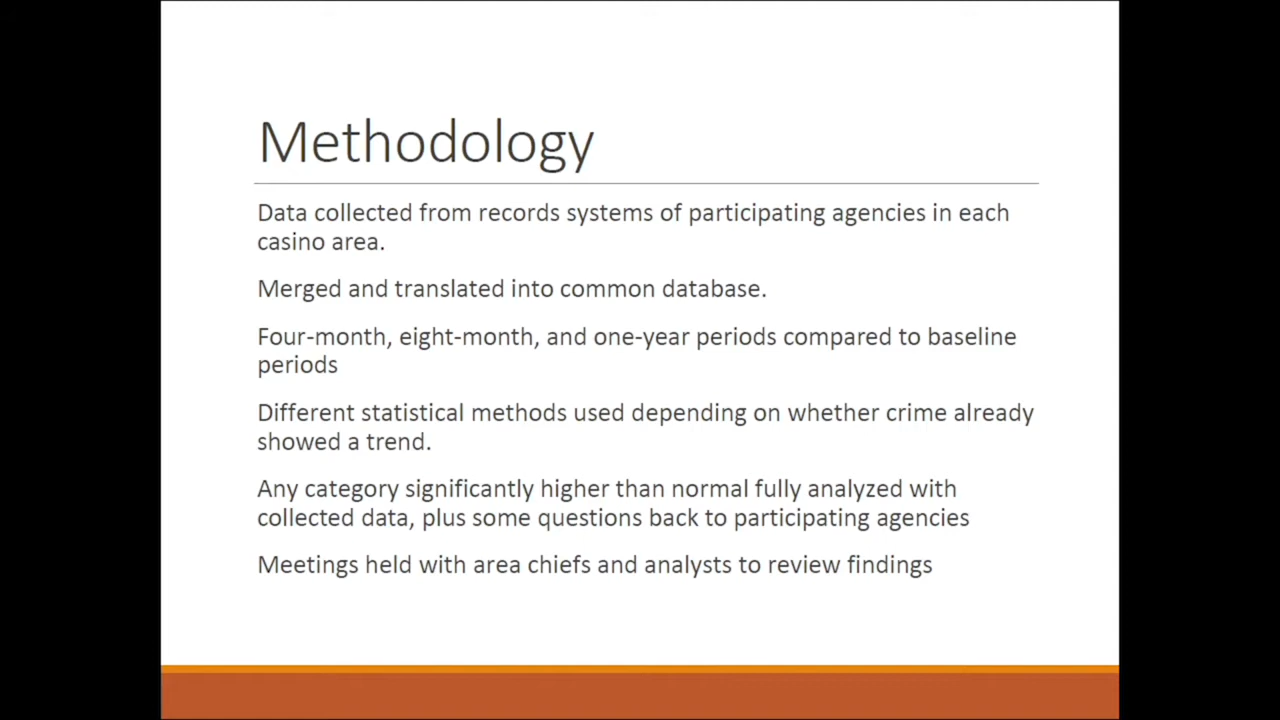 Methodology
Data collected from records systems of participating agencies in each
casino area.
Merged and translated into common database.
Four-month, eight-month, and one-year periods compared to baseline
periods
Different statistical methods used depending on whether crime already
showed a trend.
Any category significantly higher than normal fully analyzed with
collected data, plus some questions back to participating agencies
Meetings held with area chiefs and analysts to review findings